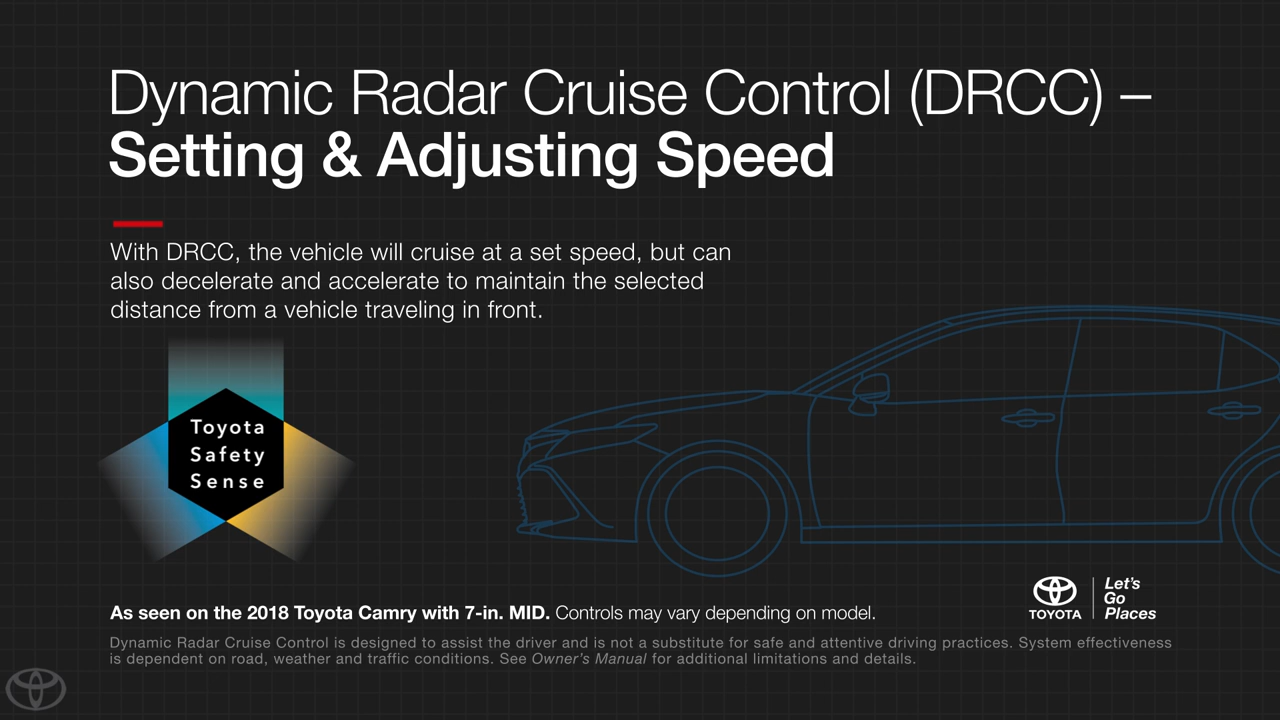 Dynamic Radar Cruise Control (DRCC) –
Setting & Adjusting Speed
With DRCC, the vehicle will cruise at a set speed, but can
also decelerate and accelerate to maintain the selected
distance from a vehicle traveling in front.
Toyota
Safety
Sense
As seen on the 2018 Toyota Camry with 7-in. MID. Controls may vary depending on model.
TOYOTA
Let's
Go
Places
Dynamic Radar Cruise Control is designed to assist the driver and is not a substitute for safe and attentive driving practices. System effectiveness
is dependent on road, weather and traffic conditions. See Owner's Manual for additional limitations and details.